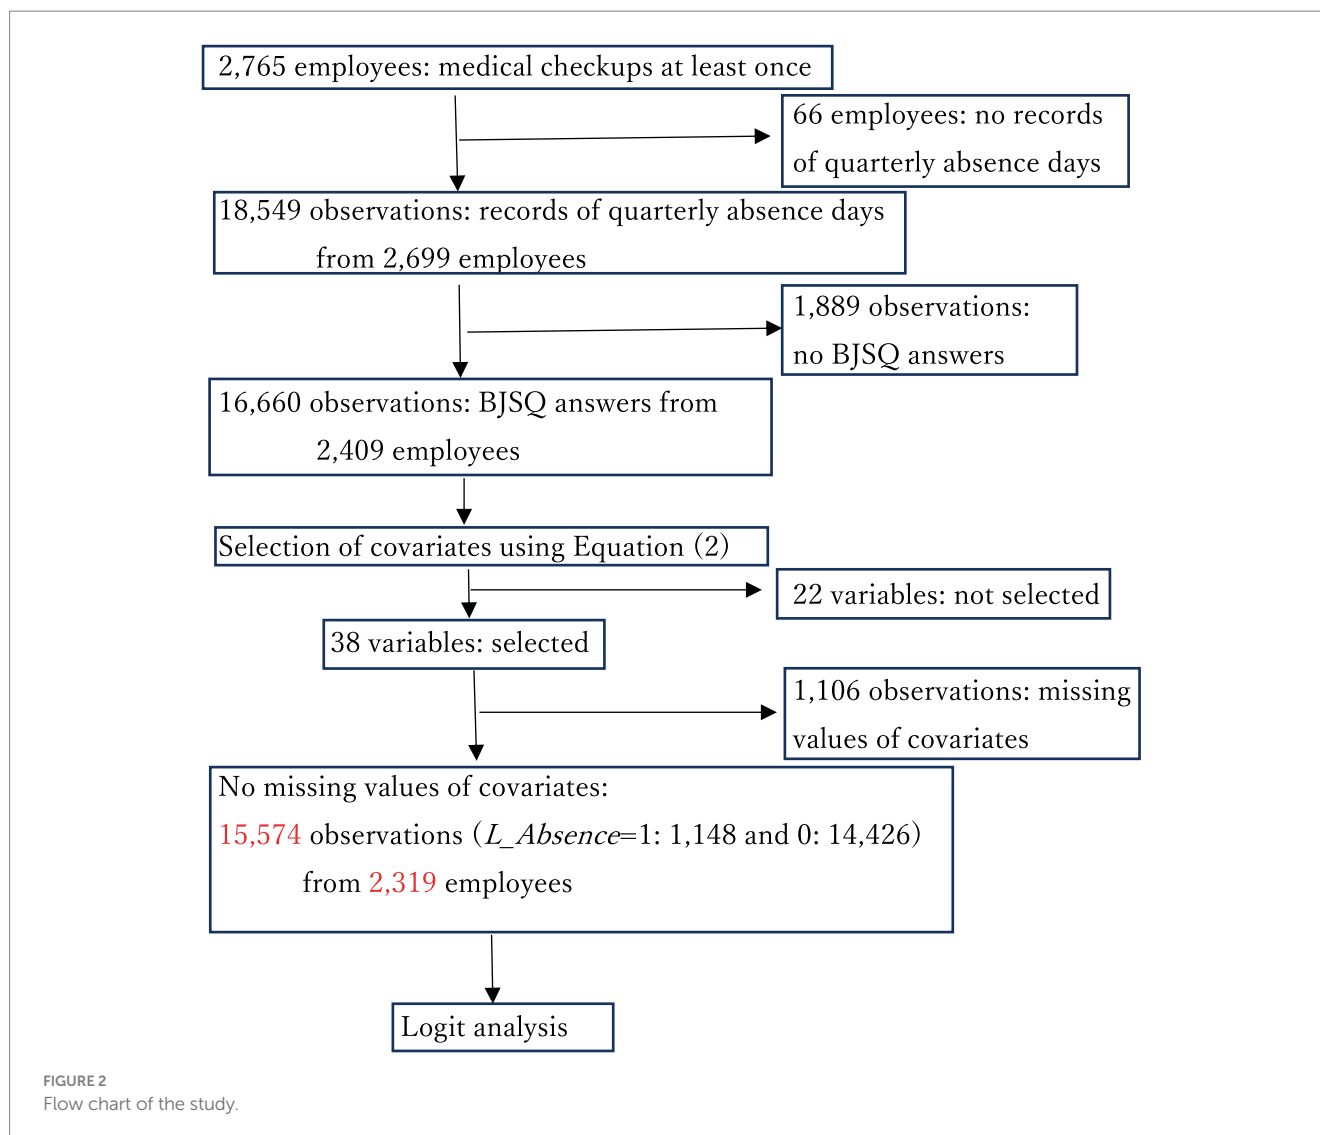 2,765 employees: medical checkups at least once
66 employees: no records
of quarterly absence days
18,549 observations: records of quarterly absence days
from 2,699 employees
1,889 observations:
no BJSQ answers
16,660 observations: BJSQ answers from
2,409 employees
Selection of covariates using Equation (2)
22 variables: not selected
38 variables: selected
1,106 observations: missing
values of covariates
No missing values of covariates:
15,574 observations (L_Absence=1: 1,148 and 0: 14,426)
from 2,319 employees
Logit analysis
FIGURE 2
Flow chart of the study.